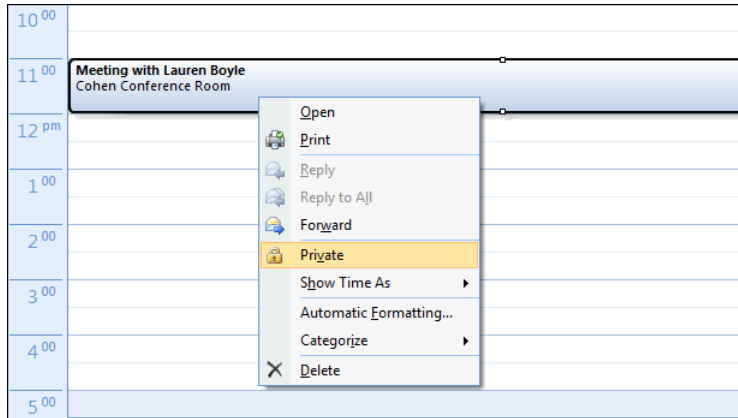 10 00
11 00
Meeting with Lauren Boyle
Cohen Conference Room
12 pm
1 00
2 00
3 00
4 00
5 00
Open
Print
Reply
Reply to All
Forward
Private
Show Time As
Automatic Formatting...
Categorize
Delete